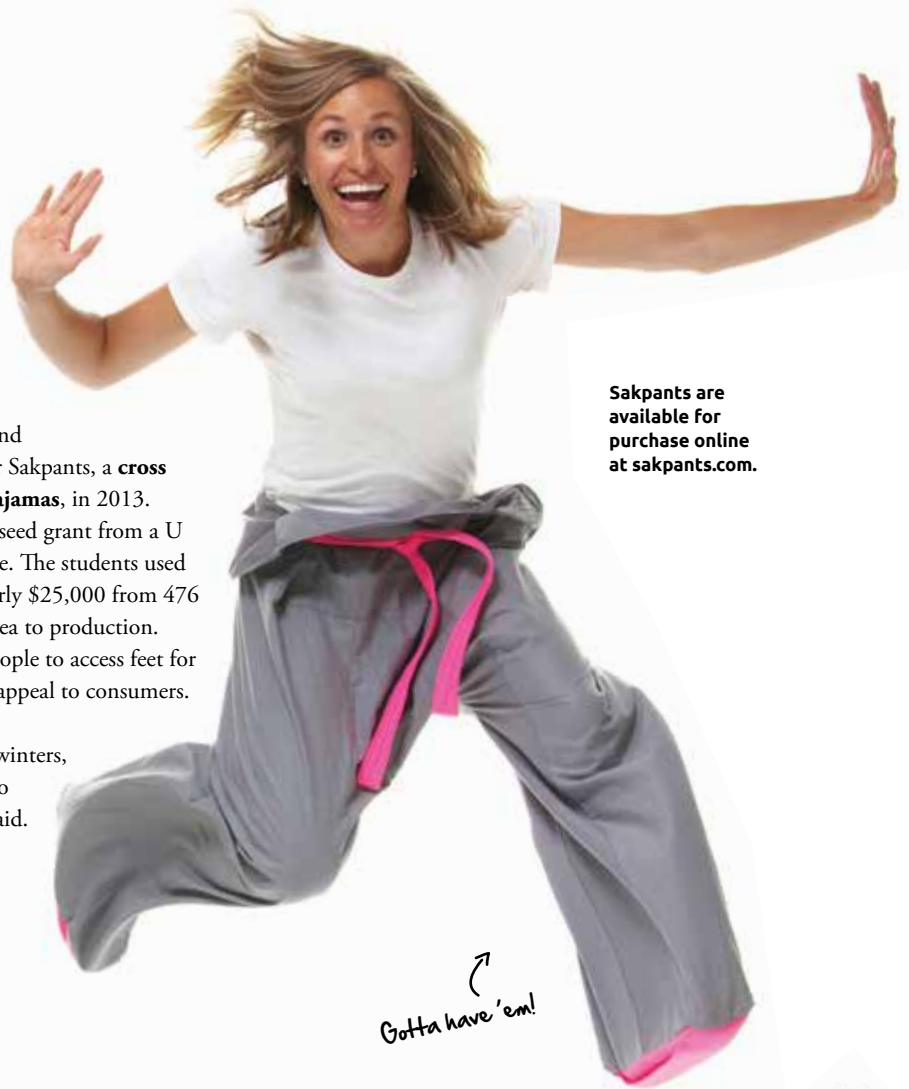 nd
r Sakpants, a cross
ajamas, in 2013.
seed grant from a U
e. The students used
rly $25,000 from 476
ea to production.
ople to access feet for
appeal to consumers.
winters,
o
aid.
Sakpants are
available for
purchase online
at sakpants.com.
Gotta have 'em!